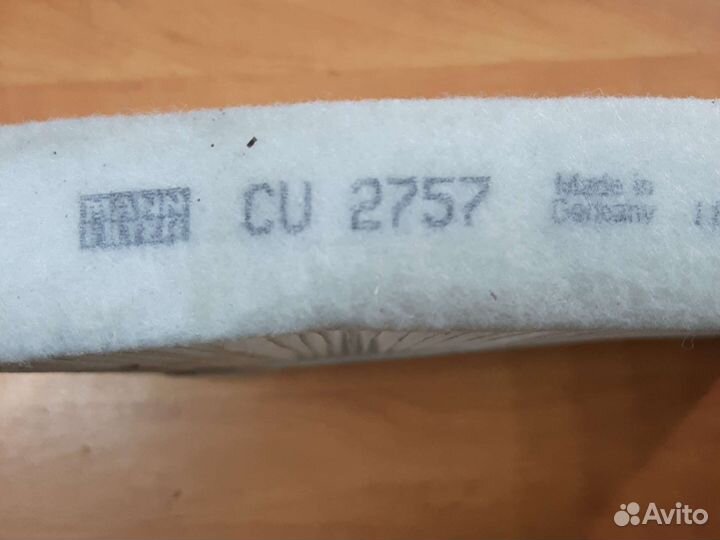 MANN
FILTER
CU 2757
Made in
Germany
Avito